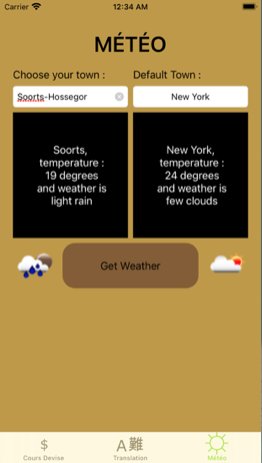 Carrier 12:34 AM
MÉTÉO
Choose your town : Default Town :
Soorts-Hossegor New York
Soorts,
temperature :
19 degrees
and weather is
light rain
New York,
temperature :
24 degrees
and weather is
few clouds
Get Weather
$ A難
Cours Devise Translation Météo